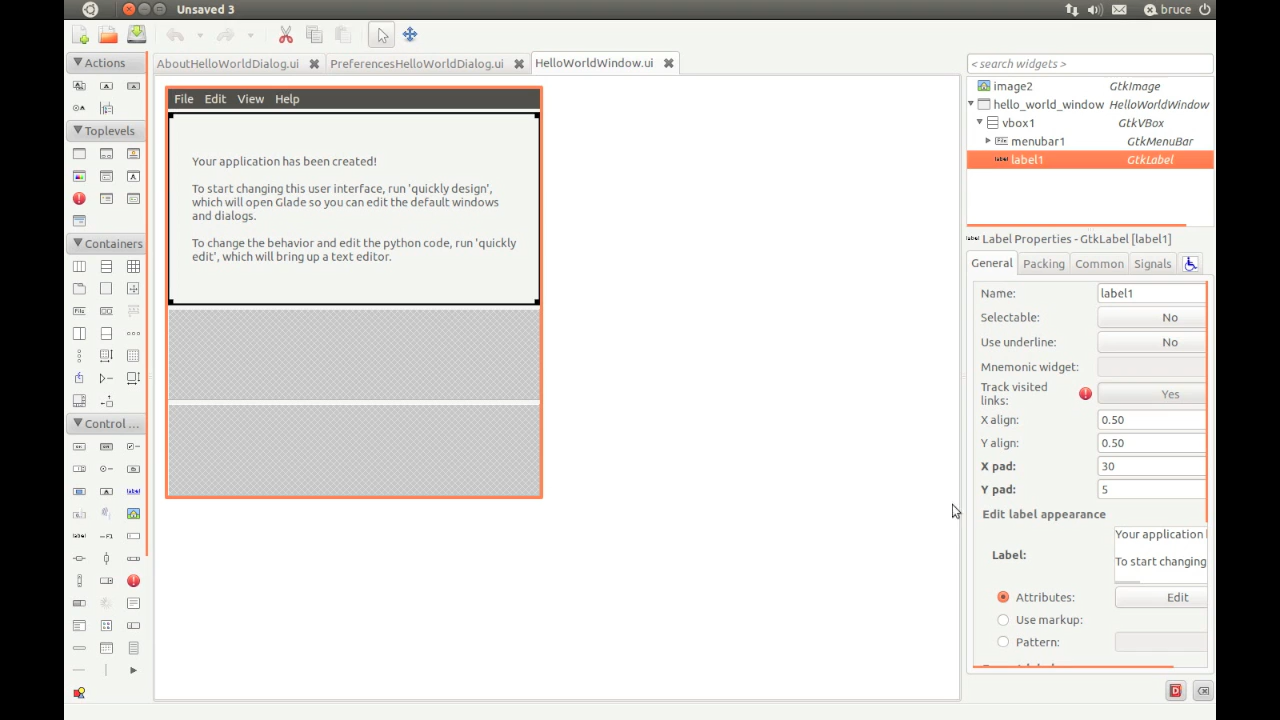 Unsaved 3
bruce
Actions
AboutHelloWorldDialog.ui
PreferencesHelloWorldDialog.ui
HelloWorldWindow.ui
< search widgets >
Toplevels
Containers
Control ...
File Edit View Help
Your application has been created!
To start changing this user interface, run 'quickly design',
which will open Glade so you can edit the default windows
and dialogs.
To change the behavior and edit the python code, run 'quickly
edit', which will bring up a text editor.
image2 GtkImage
hello_world_window HelloWorldWindow
vbox1 GtkVBox
menubar1 GtkMenuBar
label1 GtkLabel
Label Properties - GtkLabel [label1]
General Packing Common Signals
Name: label1
Selectable: No
Use underline: No
Mnemonic widget:
Track visited
links: Yes
X align: 0.50
Y align: 0.50
X pad: 30
Y pad: 5
Edit label appearance
Label:
Your application
To start changing
Attributes: Edit
Use markup:
Pattern: